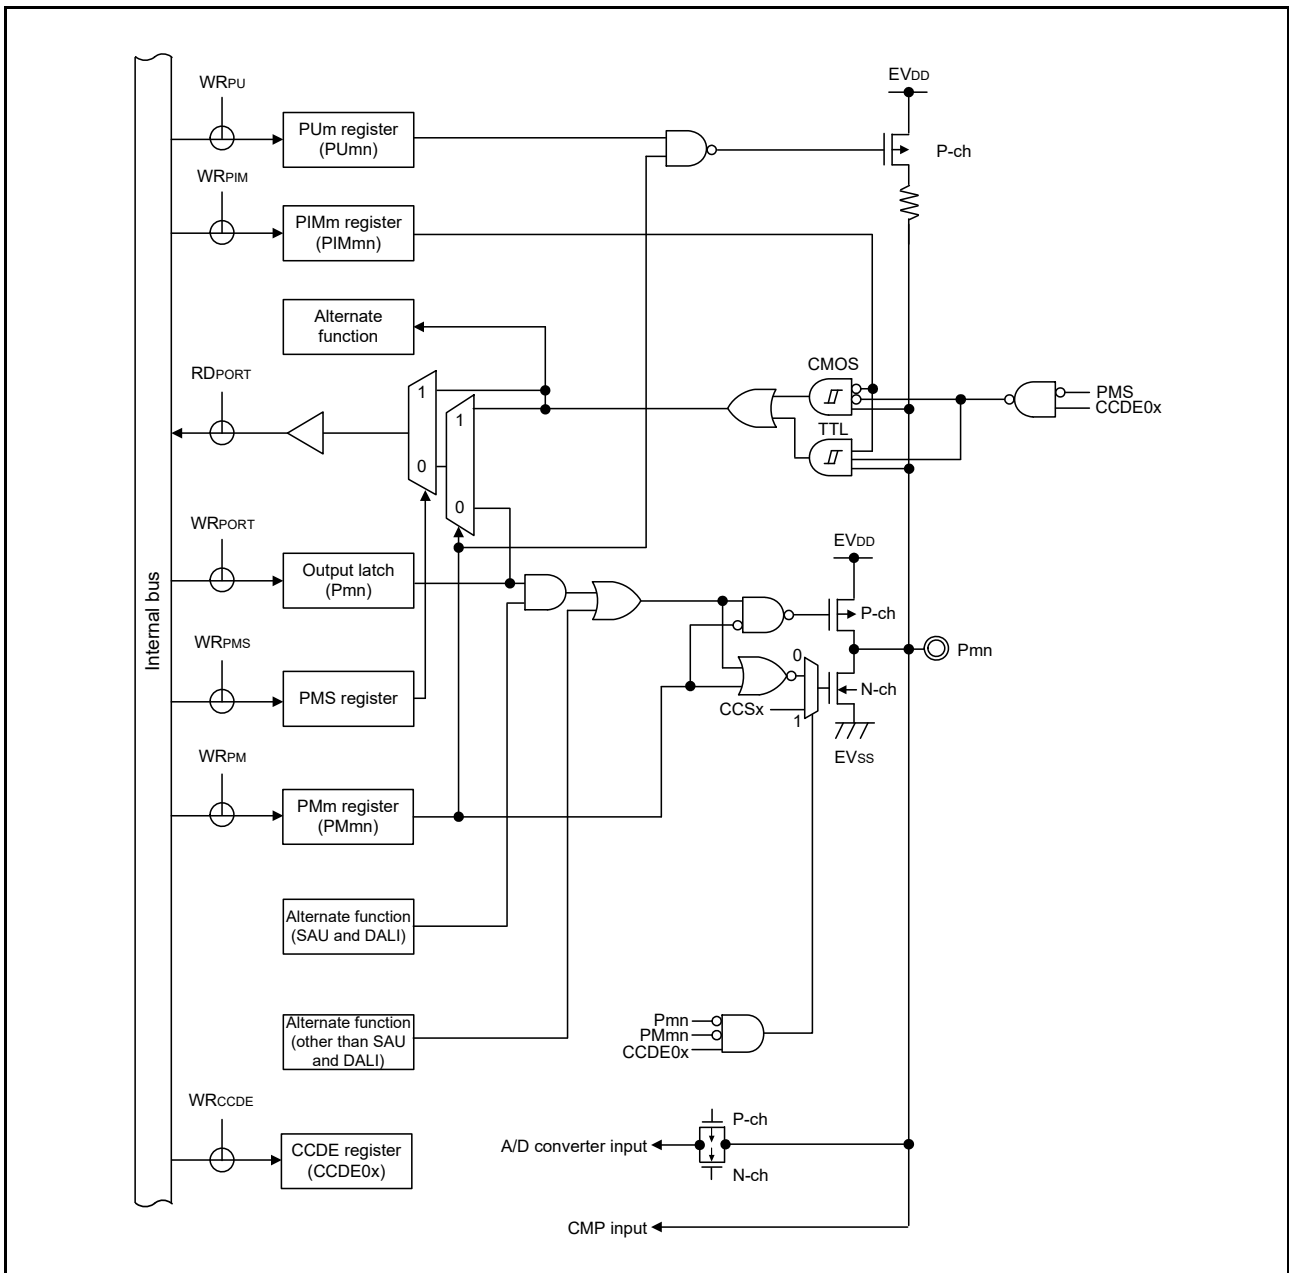 WRPU
EVDD
PUm register
(PUmn)
P-ch
WRPIM
PIMm register
(PIMmn)
Alternate
function
CMOS
RDPORT
1
PMS
CCDE0x
1
TTL
0
0
WRPORT
EVDD
Output latch
(Pmn)
P-ch
Internal bus
WRPMS
Pmn
0
PMS register
N-ch
CCSx
1
WRPM
EVSS
PMm register
(PMmn)
Alternate function
(SAU and DALI)
Alternate function
(other than SAU
and DALI)
Pmn
PMmn
CCDE0x
WRCCDE
P-ch
CCDE register
(CCDE0x)
A/D converter input
N-ch
CMP input